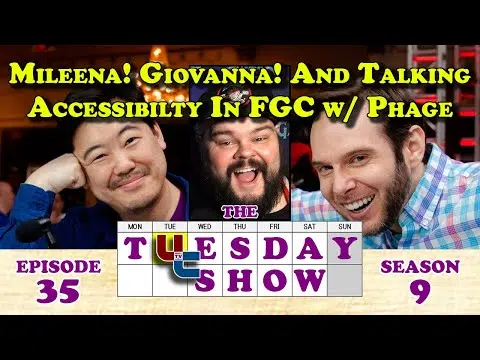 Mileena! Giovanna! And Talking
Accessibilty In FGC w/ Phage
THE
MON TUE WED THU FRI SAT SUN
TUESDAY
UCTV
SHOW
EPISODE
35
SEASON
9